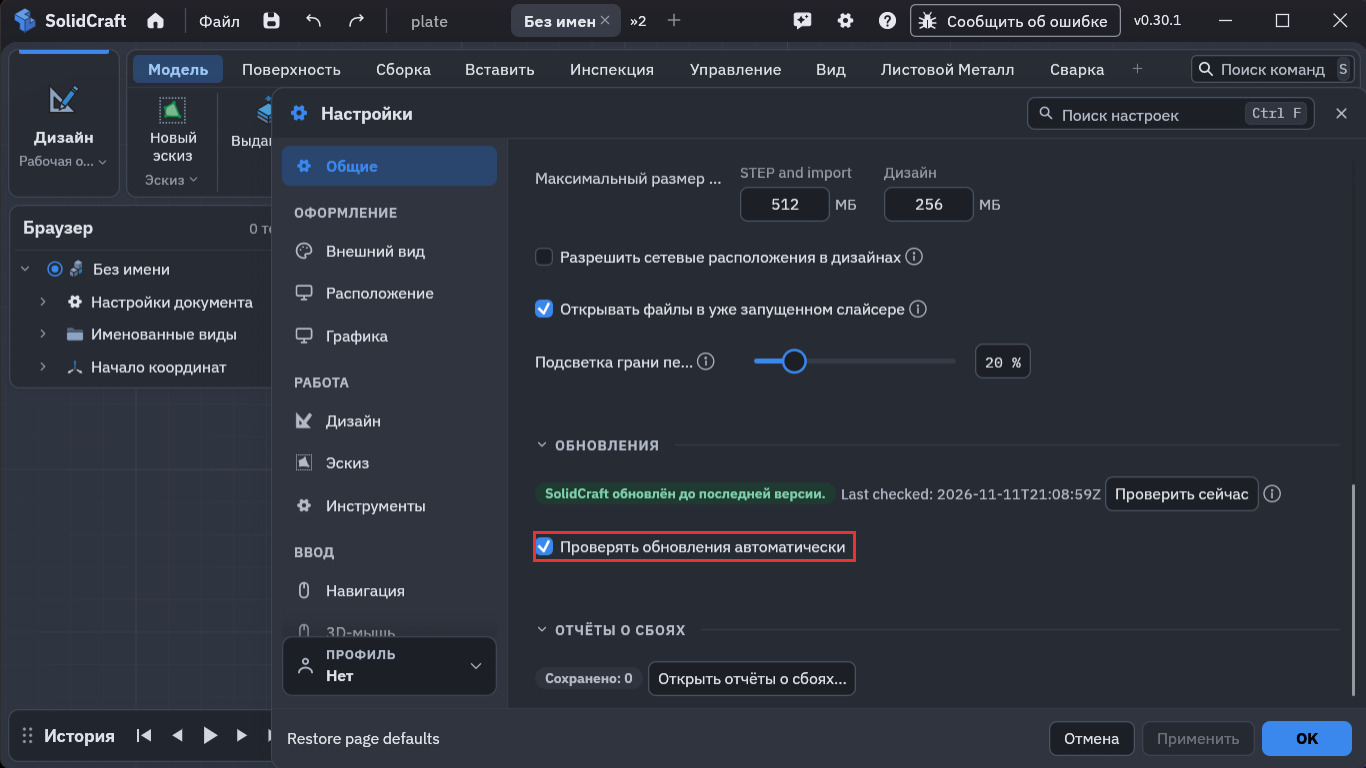 SolidCraft
Файл
plate
Без имен
»2
Сообщить об ошибке
v0.30.1
Дизайн
Рабочая о...
Модель
Поверхность
Сборка
Вставить
Инспекция
Управление
Вид
Листовой Металл
Сварка
Поиск команд
S
Новый
эскиз
Эскиз
Выда
Браузер
0 те
Без имени
Настройки документа
Именованные виды
Начало координат
История
Настройки
Поиск настроек
Ctrl F
Общие
ОФОРМЛЕНИЕ
Внешний вид
Расположение
Графика
РАБОТА
Дизайн
Эскиз
Инструменты
ВВОД
Навигация
3D-мышь
ПРОФИЛЬ
Нет
STEP and import
Дизайн
Максимальный размер ...
512
МБ
256
МБ
Разрешить сетевые расположения в дизайнах
Открывать файлы в уже запущенном слайсере
Подсветка грани пе...
20 %
ОБНОВЛЕНИЯ
SolidCraft обновлён до последней версии.
Last checked: 2026-11-11T21:08:59Z
Проверить сейчас
Проверять обновления автоматически
ОТЧЁТЫ О СБОЯХ
Сохранено: 0
Открыть отчёты о сбоях...
Restore page defaults
Отмена
Применить
OK